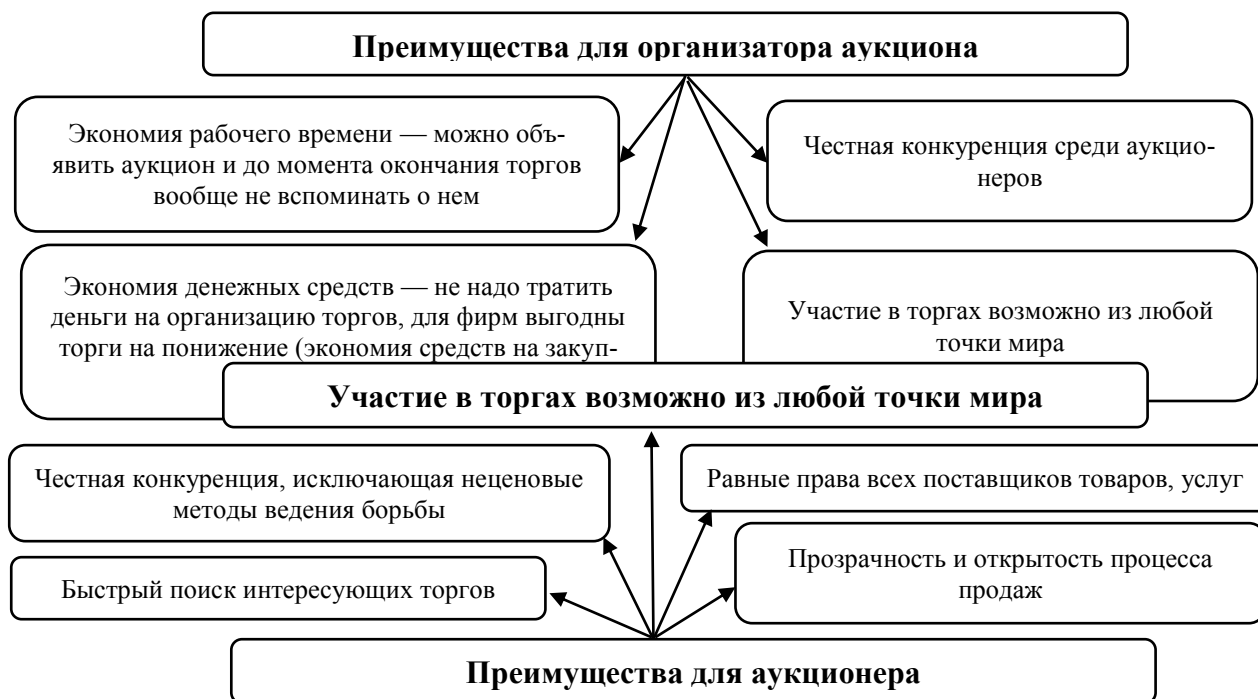 Преимущества для организатора аукциона
Экономия рабочего времени — можно объ-
явить аукцион и до момента окончания торгов
вообще не вспоминать о нем
Честная конкуренция среди аукцио-
неров
Экономия денежных средств — не надо тратить
деньги на организацию торгов, для фирм выгодны
торги на понижение (экономия средств на закуп-
Участие в торгах возможно из любой
точки мира
Участие в торгах возможно из любой точки мира
Честная конкуренция, исключающая неценовые
методы ведения борьбы
Равные права всех поставщиков товаров, услуг
Быстрый поиск интересующих торгов
Прозрачность и открытость процесса
продаж
Преимущества для аукционера